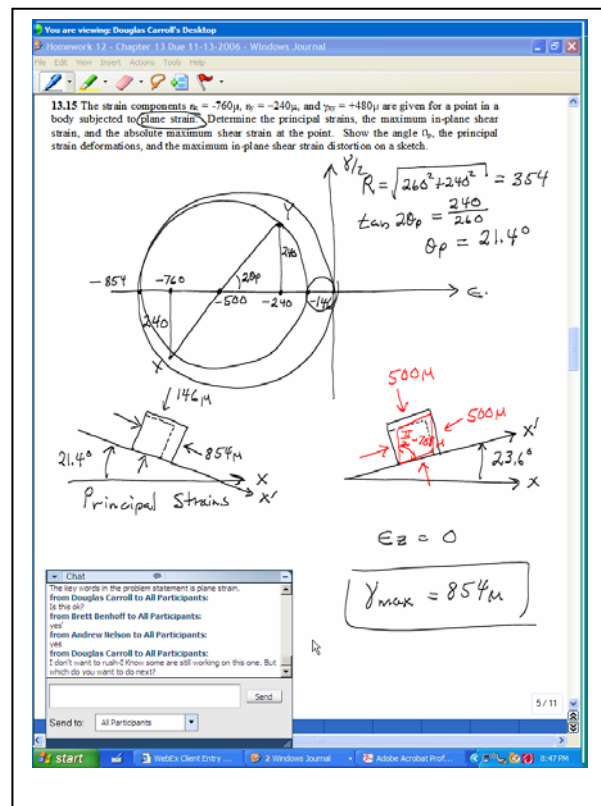 You are viewing: Douglas Carroll's Desktop
Homework 12 - Chapter 13 Due 11-13-2006 - Windows Journal
File Edit View Insert Actions Tools Help
13.15 The strain components nx = -760μ, ny = -240μ, and γxy = +480μ are given for a point in a
body subjected to plane strain. Determine the principal strains, the maximum in-plane shear
strain, and the absolute maximum shear strain at the point. Show the angle Ωp, the principal
strain deformations, and the maximum in-plane shear strain distortion on a sketch.
γ/2
R = √260² + 240² = 354
tan 2θp = 240/260
θp = 21.4°
Y
240
2θp
-854
-760
-500
-240
-146
ϵ.
240
X
146μ
854μ
21.4°
X
X'
Principal Strains
500μ
500μ
X'
23.6°
X
ϵz = 0
γmax = 854μ
Chat
The key words in the problem statement is plane strain.
from Douglas Carroll to All Participants:
Is this ok?
from Brett Benhoff to All Participants:
yes'
from Andrew Nelson to All Participants:
yes
from Douglas Carroll to All Participants:
I don't want to rush-I Know some are still working on this one. But
which do you want to do next?
Send
Send to: All Participants
5 / 11
start
WebEx Client Entry ...
2 Windows Journal
Adobe Acrobat Prof...
8:47 PM